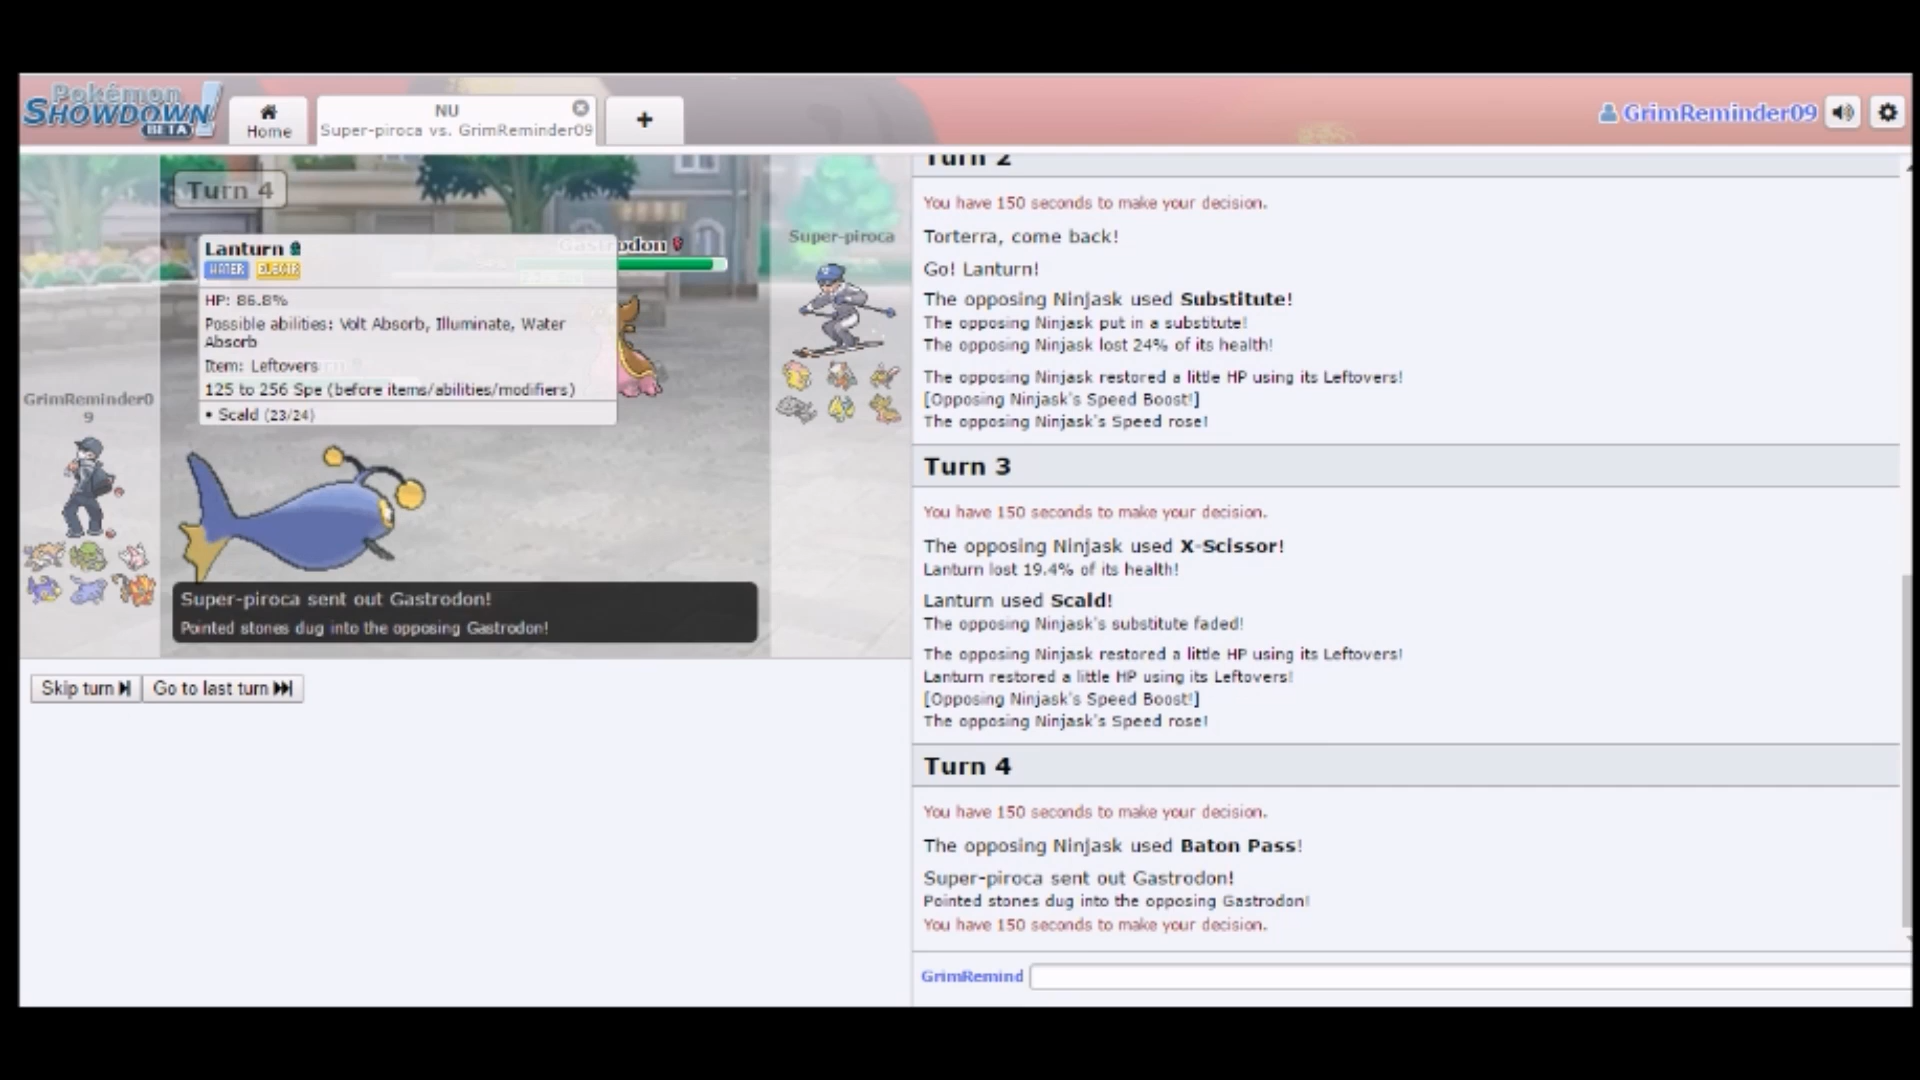 Pokémon
SHOWDOWN!
BETA
Home
NU
Super-piroca vs. GrimReminder09
+
GrimReminder09
Turn 4
Lanturn
WATER ELECTR
HP: 86.8%
Possible abilities: Volt Absorb, Illuminate, Water
Absorb
Item: Leftovers
125 to 256 Spe (before items/abilities/modifiers)
• Scald (23/24)
Gastrodon
Super-piroca
GrimReminder0
9
Super-piroca sent out Gastrodon!
Pointed stones dug into the opposing Gastrodon!
Skip turn
Go to last turn
Turn 2
You have 150 seconds to make your decision.
Torterra, come back!
Go! Lanturn!
The opposing Ninjask used Substitute!
The opposing Ninjask put in a substitute!
The opposing Ninjask lost 24% of its health!
The opposing Ninjask restored a little HP using its Leftovers!
[Opposing Ninjask's Speed Boost!]
The opposing Ninjask's Speed rose!
Turn 3
You have 150 seconds to make your decision.
The opposing Ninjask used X-Scissor!
Lanturn lost 19.4% of its health!
Lanturn used Scald!
The opposing Ninjask's substitute faded!
The opposing Ninjask restored a little HP using its Leftovers!
Lanturn restored a little HP using its Leftovers!
[Opposing Ninjask's Speed Boost!]
The opposing Ninjask's Speed rose!
Turn 4
You have 150 seconds to make your decision.
The opposing Ninjask used Baton Pass!
Super-piroca sent out Gastrodon!
Pointed stones dug into the opposing Gastrodon!
You have 150 seconds to make your decision.
GrimRemind